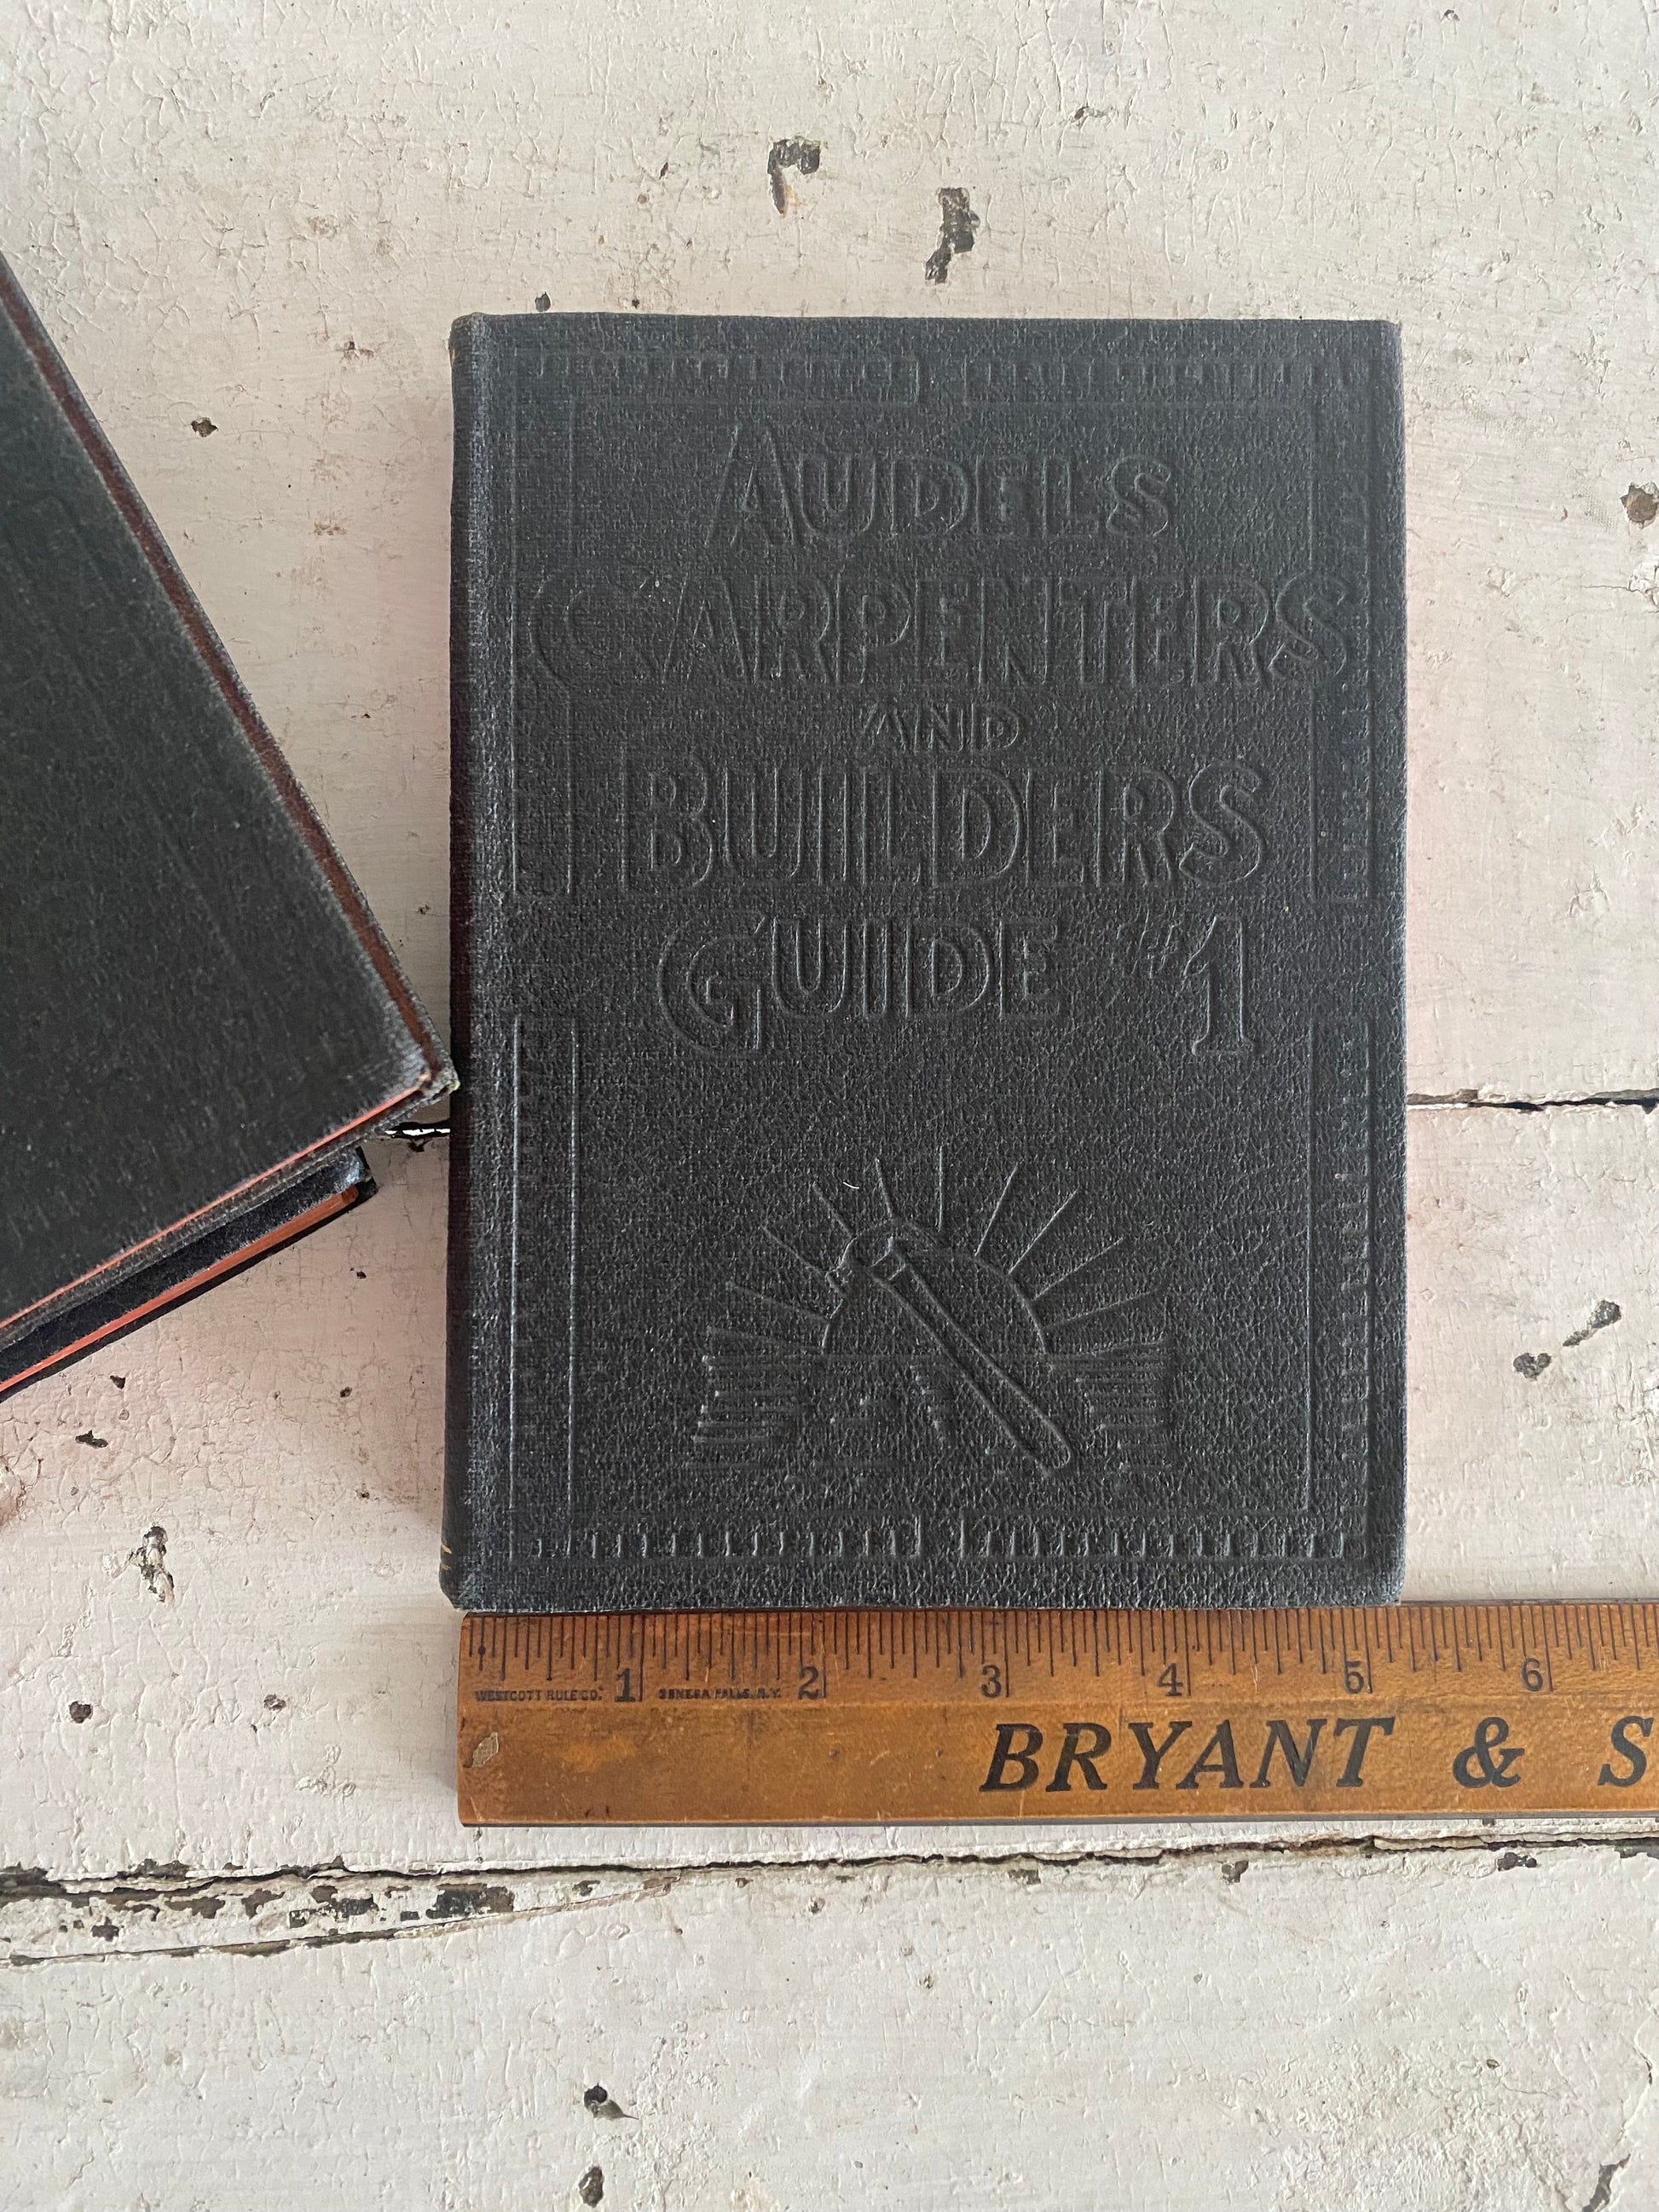 AUDELS
CARPENTERS
AND
BUILDERS
GUIDE #1
1 2 3 4 5 6
WESTCOTT RULE CO. SENECA FALLS, N.Y.
BRYANT & S